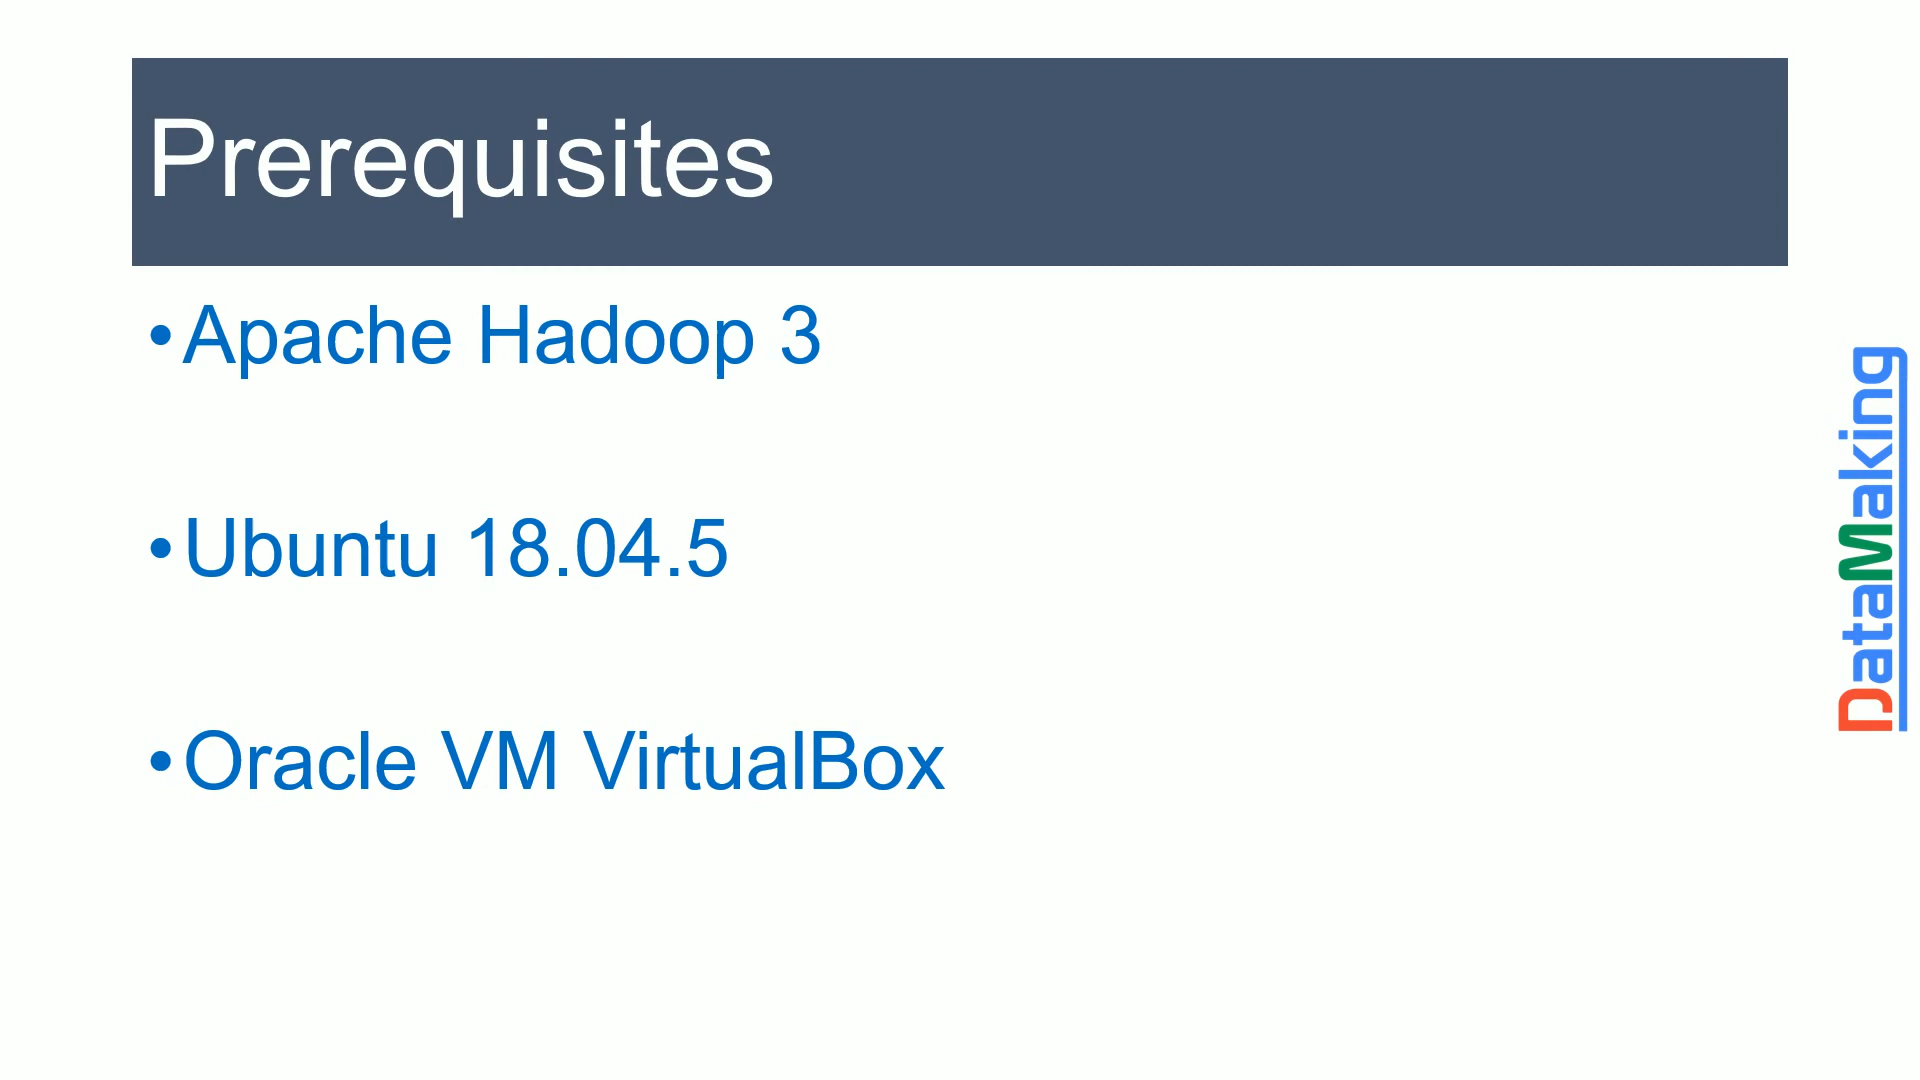 Prerequisites
•Apache Hadoop 3
•Ubuntu 18.04.5
•Oracle VM VirtualBox
DataMaking